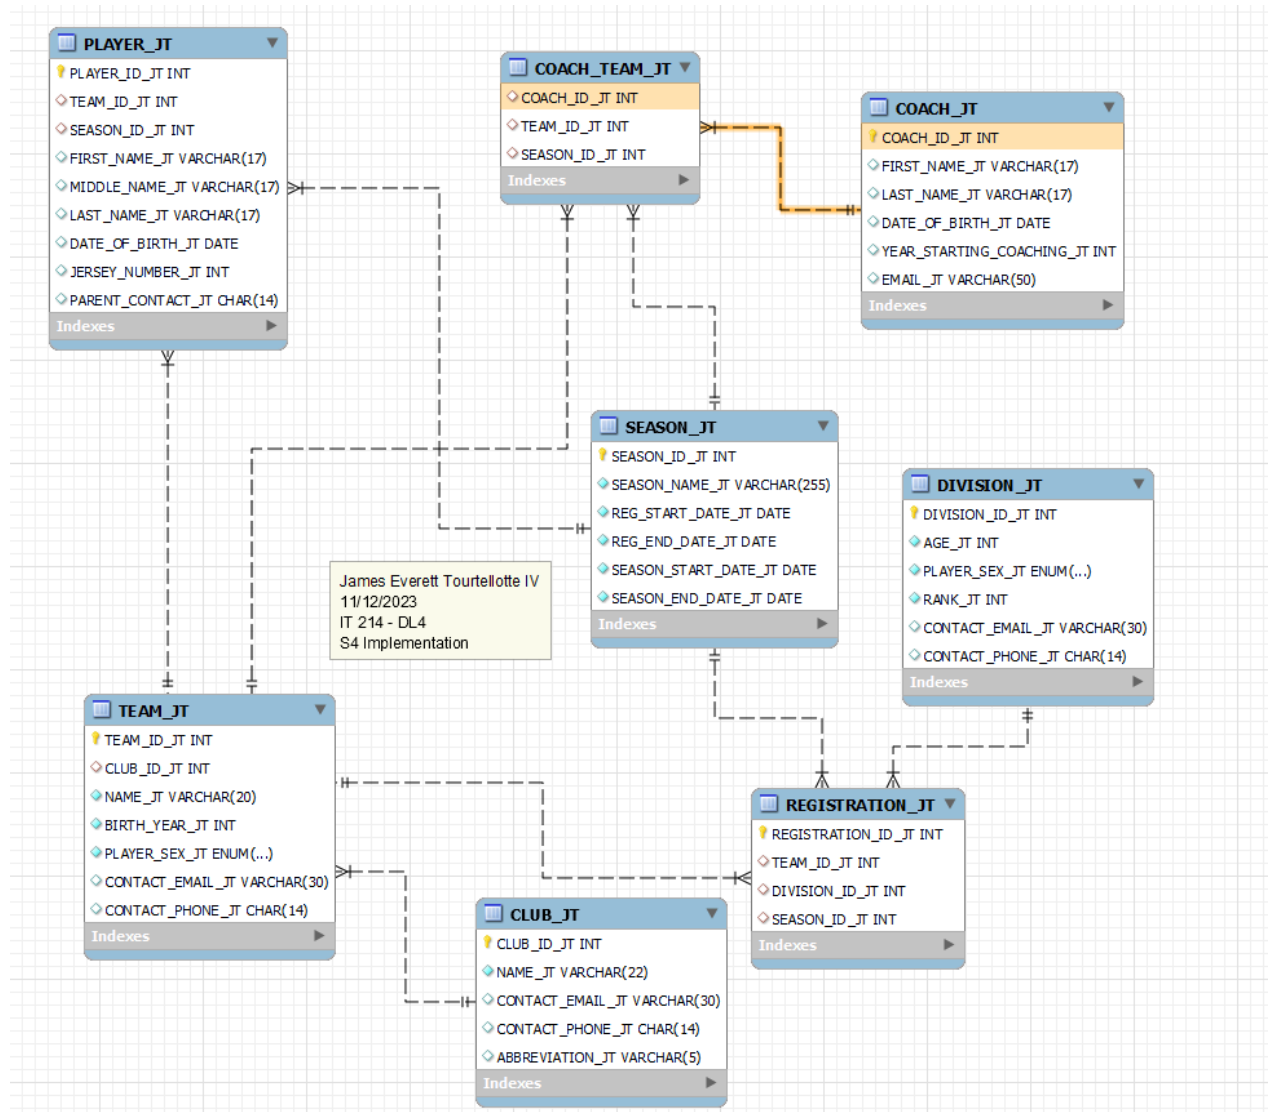 PLAYER_JT
PLAYER_ID_JT INT
TEAM_ID_JT INT
SEASON_ID_JT INT
FIRST_NAME_JT VARCHAR(17)
MIDDLE_NAME_JT VARCHAR(17)
LAST_NAME_JT VARCHAR(17)
DATE_OF_BIRTH_JT DATE
JERSEY_NUMBER_JT INT
PARENT_CONTACT_JT CHAR(14)
Indexes
COACH_TEAM_JT
COACH_ID_JT INT
TEAM_ID_JT INT
SEASON_ID_JT INT
Indexes
COACH_JT
COACH_ID_JT INT
FIRST_NAME_JT VARCHAR(17)
LAST_NAME_JT VARCHAR(17)
DATE_OF_BIRTH_JT DATE
YEAR_STARTING_COACHING_JT INT
EMAIL_JT VARCHAR(50)
Indexes
SEASON_JT
SEASON_ID_JT INT
SEASON_NAME_JT VARCHAR(255)
REG_START_DATE_JT DATE
REG_END_DATE_JT DATE
SEASON_START_DATE_JT DATE
SEASON_END_DATE_JT DATE
Indexes
DIVISION_JT
DIVISION_ID_JT INT
AGE_JT INT
PLAYER_SEX_JT ENUM(...)
RANK_JT INT
CONTACT_EMAIL_JT VARCHAR(30)
CONTACT_PHONE_JT CHAR(14)
Indexes
James Everett Tourtellotte IV
11/12/2023
IT 214 - DL4
S4 Implementation
TEAM_JT
TEAM_ID_JT INT
CLUB_ID_JT INT
NAME_JT VARCHAR(20)
BIRTH_YEAR_JT INT
PLAYER_SEX_JT ENUM(...)
CONTACT_EMAIL_JT VARCHAR(30)
CONTACT_PHONE_JT CHAR(14)
Indexes
REGISTRATION_JT
REGISTRATION_ID_JT INT
TEAM_ID_JT INT
DIVISION_ID_JT INT
SEASON_ID_JT INT
Indexes
CLUB_JT
CLUB_ID_JT INT
NAME_JT VARCHAR(22)
CONTACT_EMAIL_JT VARCHAR(30)
CONTACT_PHONE_JT CHAR(14)
ABBREVIATION_JT VARCHAR(5)
Indexes